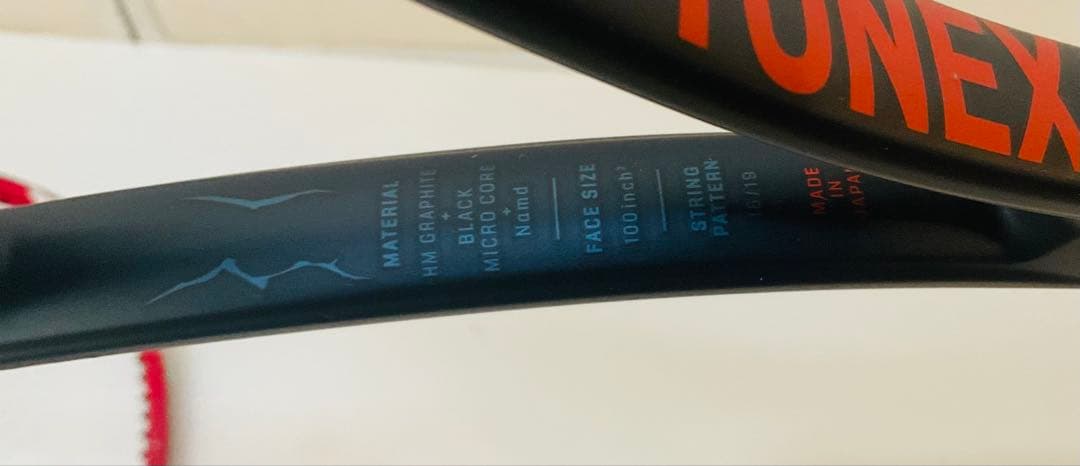 YONEX
MATERIAL
HM GRAPHITE
+
BLACK
MICRO CORE
+
Namd
FACE SIZE
100inch²
STRING
PATTERN
16/19
MADE
IN
JAPAN